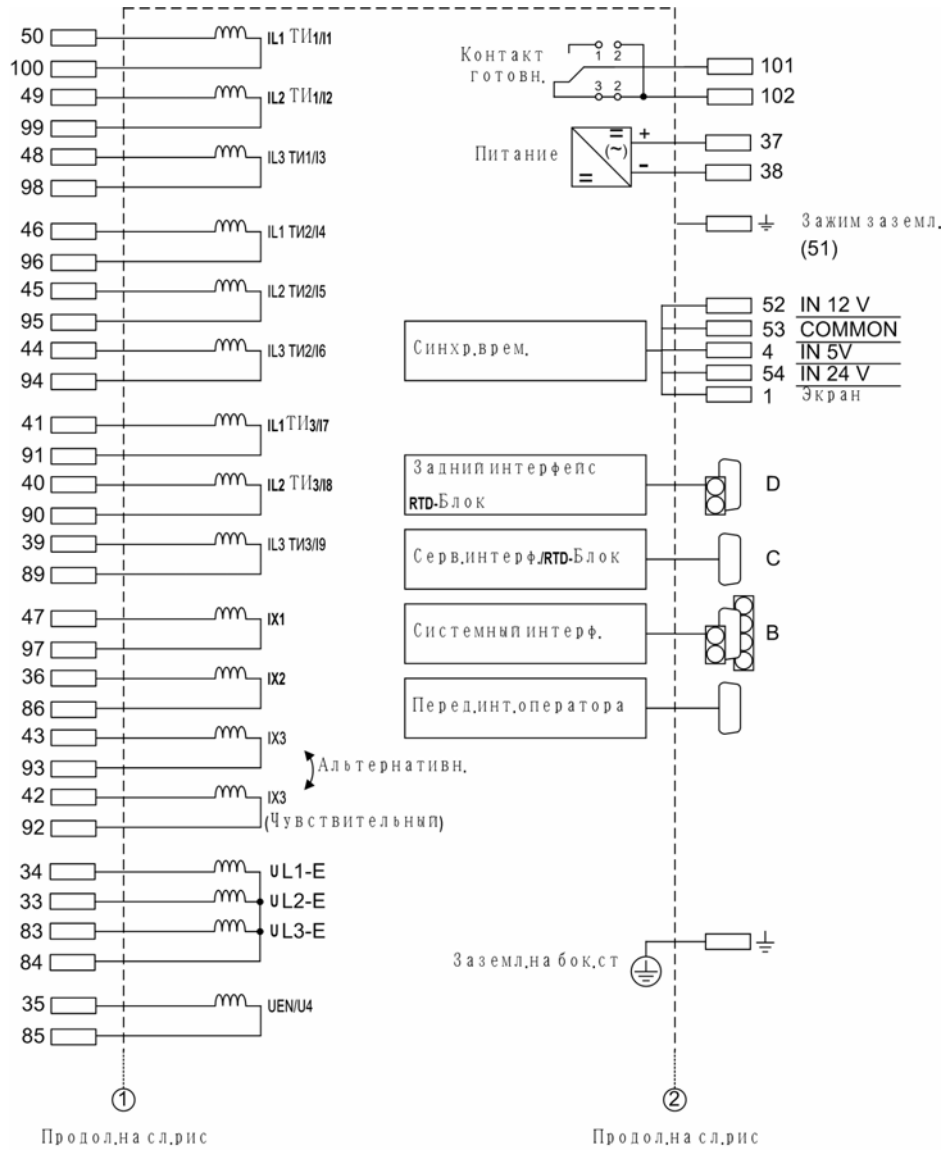 50
IL1 ТИ1/I1
100
49
IL2 ТИ1/I2
99
48
IL3 ТИ1/I3
98
46
IL1 ТИ2/I4
96
45
IL2 ТИ2/I5
95
44
IL3 ТИ2/I6
94
41
IL1ТИ3/I7
91
40
IL2 ТИ3/I8
90
39
IL3 ТИ3/I9
89
47
IX1
97
36
IX2
86
43
IX3
93
Альтернативн.
42
IX3
92
(Чувствительный)
34
UL1-E
33
UL2-E
83
UL3-E
84
35
UEN/U4
85
1
Продол.на сл.рис
Контакт
готовн.
1 2
3 2
101
102
Питание
= + 
(~)
= -
37
38
Зажим заземл.
(51)
Синхр.врем.
52 IN 12 V
53 COMMON
4 IN 5V
54 IN 24 V
1 Экран
Задний интерфейс
RTD-Блок
D
Серв.интерф./RTD-Блок
C
Системный интерф.
B
Перед.инт.оператора
Заземл.на бок.ст
2
Продол.на сл.рис